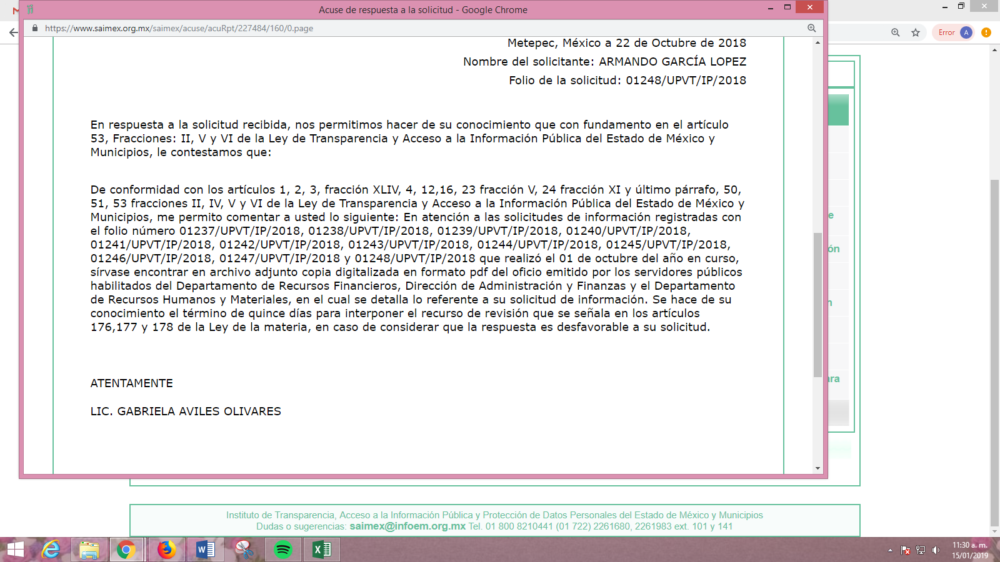 Acuse de respuesta a la solicitud - Google Chrome
https://www.saimex.org.mx/saimex/acuse/acuRpt/227484/160/0.page
Error
A
Metepec, México a 22 de Octubre de 2018
Nombre del solicitante: ARMANDO GARCÍA LOPEZ
Folio de la solicitud: 01248/UPVT/IP/2018
En respuesta a la solicitud recibida, nos permitimos hacer de su conocimiento que con fundamento en el artículo
53, Fracciones: II, V y VI de la Ley de Transparencia y Acceso a la Información Pública del Estado de México y
Municipios, le contestamos que:
De conformidad con los artículos 1, 2, 3, fracción XLIV, 4, 12,16, 23 fracción V, 24 fracción XI y último párrafo, 50,
51, 53 fracciones II, IV, V y VI de la Ley de Transparencia y Acceso a la Información Pública del Estado de México y
Municipios, me permito comentar a usted lo siguiente: En atención a las solicitudes de información registradas con
el folio número 01237/UPVT/IP/2018, 01238/UPVT/IP/2018, 01239/UPVT/IP/2018, 01240/UPVT/IP/2018,
01241/UPVT/IP/2018, 01242/UPVT/IP/2018, 01243/UPVT/IP/2018, 01244/UPVT/IP/2018, 01245/UPVT/IP/2018,
01246/UPVT/IP/2018, 01247/UPVT/IP/2018 y 01248/UPVT/IP/2018 que realizó el 01 de octubre del año en curso,
sírvase encontrar en archivo adjunto copia digitalizada en formato pdf del oficio emitido por los servidores públicos
habilitados del Departamento de Recursos Financieros, Dirección de Administración y Finanzas y el Departamento
de Recursos Humanos y Materiales, en el cual se detalla lo referente a su solicitud de información. Se hace de su
conocimiento el término de quince días para interponer el recurso de revisión que se señala en los artículos
176,177 y 178 de la Ley de la materia, en caso de considerar que la respuesta es desfavorable a su solicitud.
ATENTAMENTE
LIC. GABRIELA AVILES OLIVARES
Instituto de Transparencia, Acceso a la Información Pública y Protección de Datos Personales del Estado de México y Municipios
Dudas o sugerencias: saimex@infoem.org.mx Tel. 01 800 8210441 (01 722) 2261680, 2261983 ext. 101 y 141
11:30 a. m.
15/01/2019